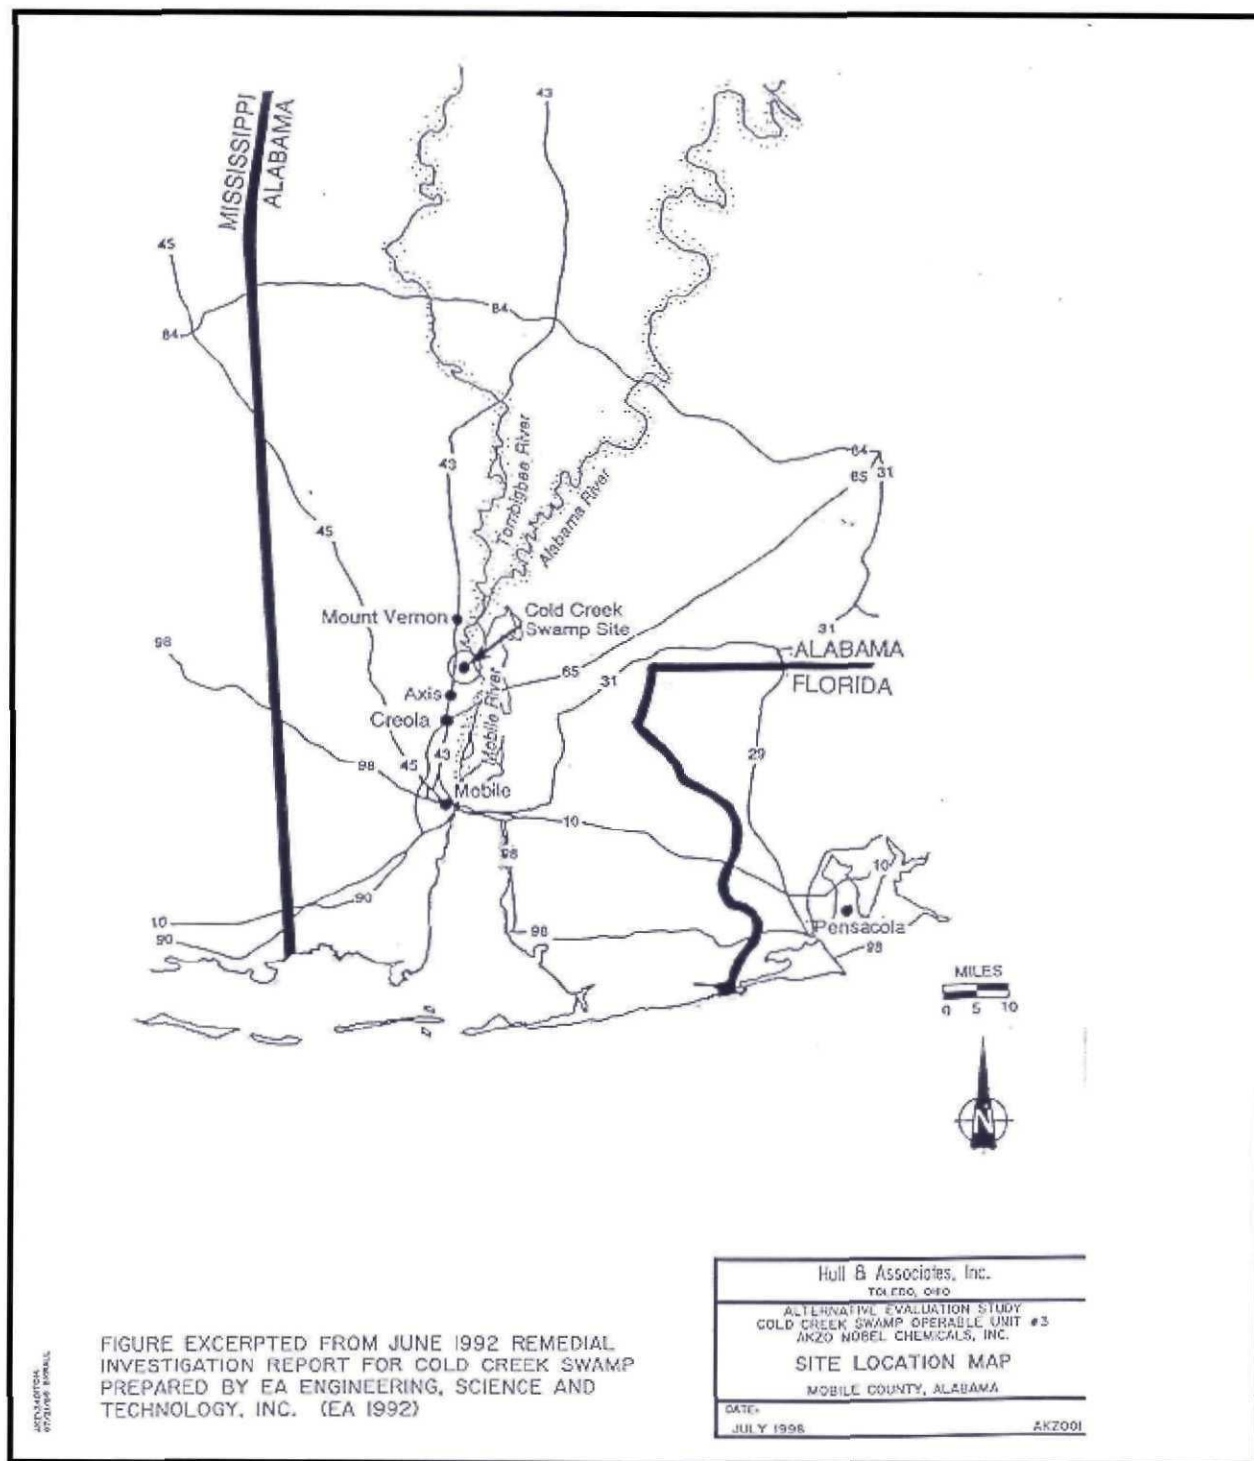 MISSISSIPPI
ALABAMA
43
45
84
84
43
Tombigbee River
Alabama River
84
65
31
45
Mount Vernon
Cold Creek
Swamp Site
31
98
65
31
ALABAMA
FLORIDA
Axis
Creola
Mobile River
43
45
98
29
Mobile
10
98
10
90
10
90
98
Pensacola
98
MILES
0 5 10
N
Hull & Associates, Inc.
TOLEDO, OHIO
ALTERNATIVE EVALUATION STUDY
COLD CREEK SWAMP OPERABLE UNIT #3
AKZO NOBEL CHEMICALS, INC.
SITE LOCATION MAP
MOBILE COUNTY, ALABAMA
DATE:
JULY 1998
AKZ001
FIGURE EXCERPTED FROM JUNE 1992 REMEDIAL
INVESTIGATION REPORT FOR COLD CREEK SWAMP
PREPARED BY EA ENGINEERING, SCIENCE AND
TECHNOLOGY, INC. (EA 1992)